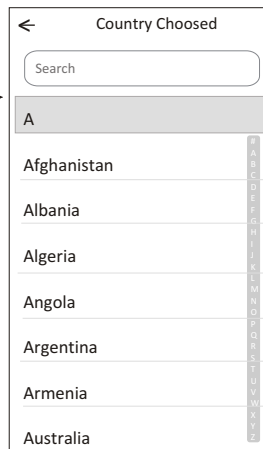 Country Choosed
Search
A
Afghanistan
Albania
Algeria
Angola
Argentina
Armenia
Australia
#
A
B
C
D
E
F
G
H
I
J
K
L
M
N
O
P
Q
R
S
T
U
V
W
X
Y
Z